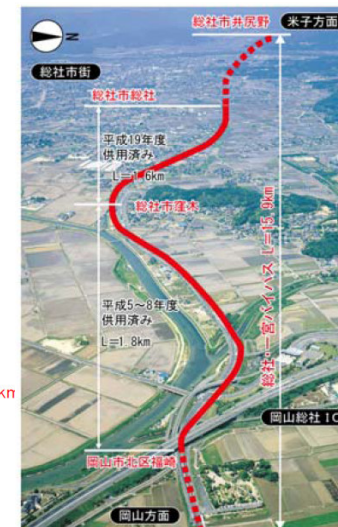 総社市井尻野
米子方面
N
総社市街
総社市総社
平成19年度
供用済み
L=1.6km
総社市窪木
平成5~8年度
供用済み
L=1.8km
総社・一宮バイパス L=15.9km
km
岡山総社IC
岡山市北区福崎
岡山方面